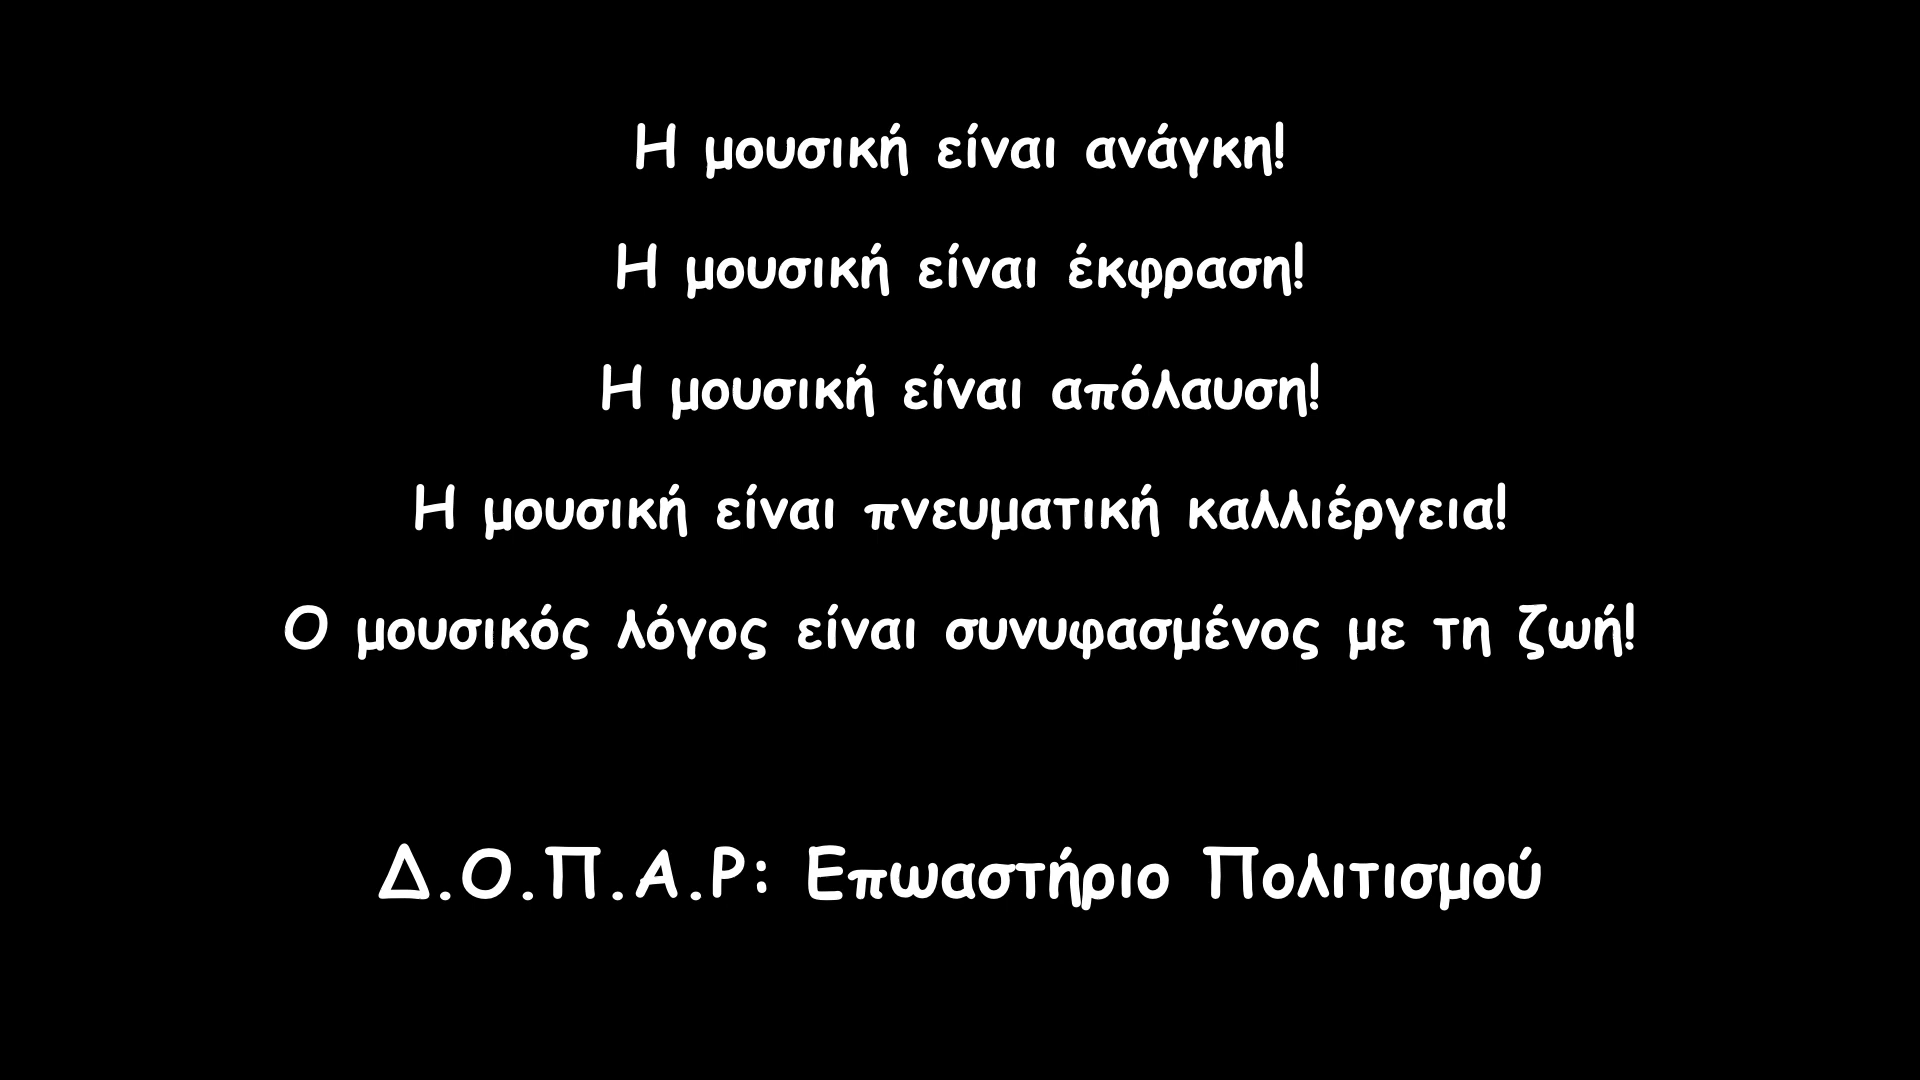 Η μουσική είναι ανάγκη!
Η μουσική είναι έκφραση!
Η μουσική είναι απόλαυση!
Η μουσική είναι πνευματική καλλιέργεια!
Ο μουσικός λόγος είναι συνυφασμένος με τη ζωή!
Δ.Ο.Π.Α.Ρ: Επωαστήριο Πολιτισμού